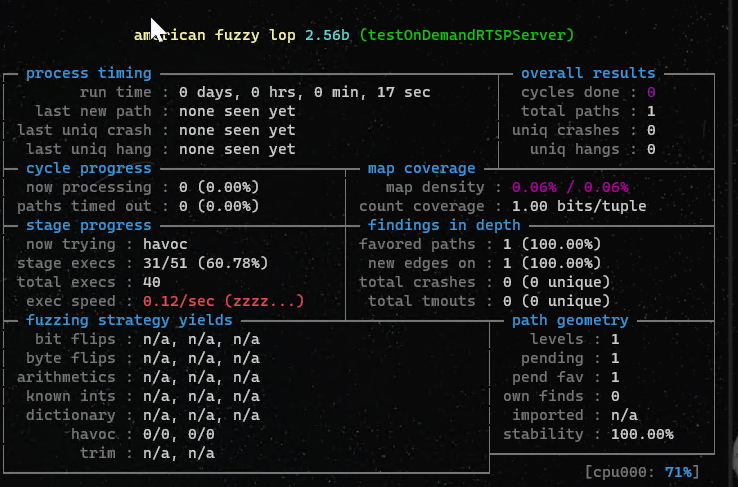 american fuzzy lop 2.56b (testOnDemandRTSPServer)
process timing
run time : 0 days, 0 hrs, 0 min, 17 sec
last new path : none seen yet
last uniq crash : none seen yet
last uniq hang : none seen yet
overall results
cycles done : 0
total paths : 1
uniq crashes : 0
uniq hangs : 0
cycle progress
now processing : 0 (0.00%)
paths timed out : 0 (0.00%)
map coverage
map density : 0.06% / 0.06%
count coverage : 1.00 bits/tuple
stage progress
now trying : havoc
stage execs : 31/51 (60.78%)
total execs : 40
exec speed : 0.12/sec (zzzz...)
findings in depth
favored paths : 1 (100.00%)
new edges on : 1 (100.00%)
total crashes : 0 (0 unique)
total tmouts : 0 (0 unique)
fuzzing strategy yields
bit flips : n/a, n/a, n/a
byte flips : n/a, n/a, n/a
arithmetics : n/a, n/a, n/a
known ints : n/a, n/a, n/a
dictionary : n/a, n/a, n/a
havoc : 0/0, 0/0
trim : n/a, n/a
path geometry
levels : 1
pending : 1
pend fav : 1
own finds : 0
imported : n/a
stability : 100.00%
[cpu000: 71%]